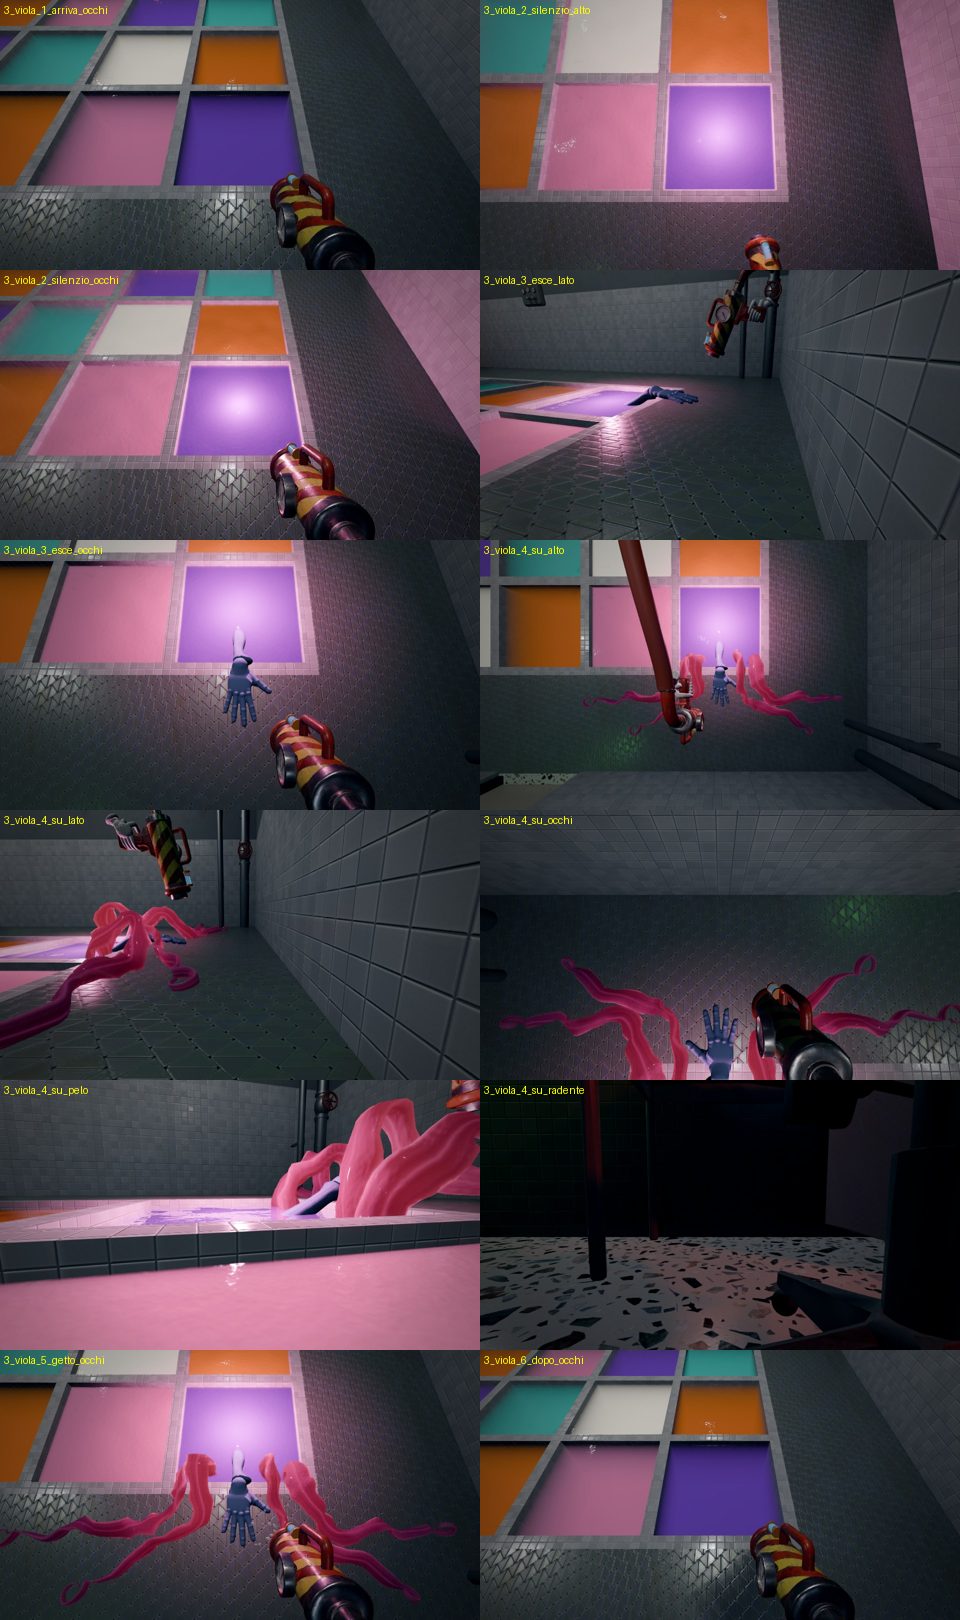 3_viola_1_arriva_occhi
3_viola_2_silenzio_alto
3_viola_2_silenzio_occhi
3_viola_3_esce_lato
3_viola_3_esce_occhi
3_viola_4_su_alto
3_viola_4_su_lato
3_viola_4_su_occhi
3_viola_4_su_pelo
3_viola_4_su_radente
3_viola_5_getto_occhi
3_viola_6_dopo_occhi